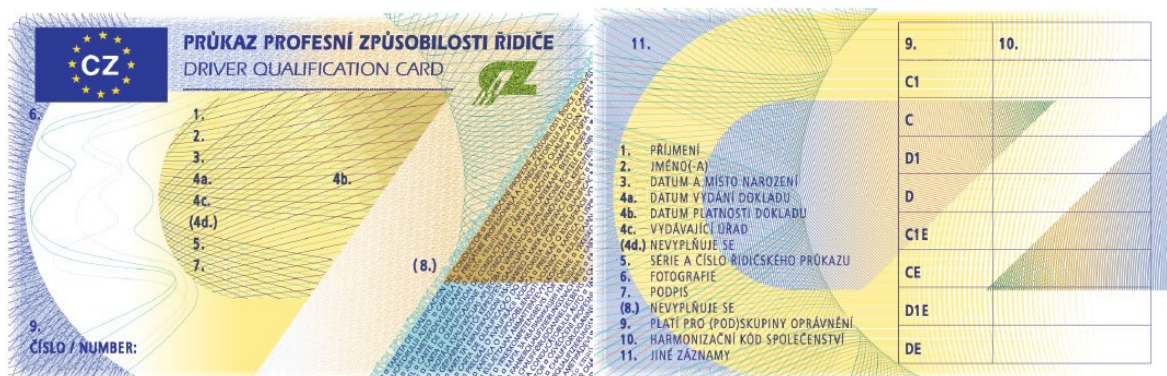 CZ
PRŮKAZ PROFESNÍ ZPŮSOBILOSTI ŘIDIČE
DRIVER QUALIFICATION CARD
CZ
6.
1.
2.
3.
4a. 4b.
4c.
(4d.)
5.
7. (8.)
9.
ČÍSLO / NUMBER:
11.
1. PŘÍJMENÍ
2. JMÉNO(-A)
3. DATUM A MÍSTO NAROZENÍ
4a. DATUM VYDÁNÍ DOKLADU
4b. DATUM PLATNOSTI DOKLADU
4c. VYDÁVAJÍCÍ ÚŘAD
(4d.) NEVYPLŇUJE SE
5. SÉRIE A ČÍSLO ŘIDIČSKÉHO PRŮKAZU
6. FOTOGRAFIE
7. PODPIS
(8.) NEVYPLŇUJE SE
9. PLATÍ PRO (POD)SKUPINY OPRÁVNĚNÍ
10. HARMONIZAČNÍ KÓD SPOLEČENSTVÍ
11. JINÉ ZÁZNAMY
9. 10.
C1
C
D1
D
C1E
CE
D1E
DE